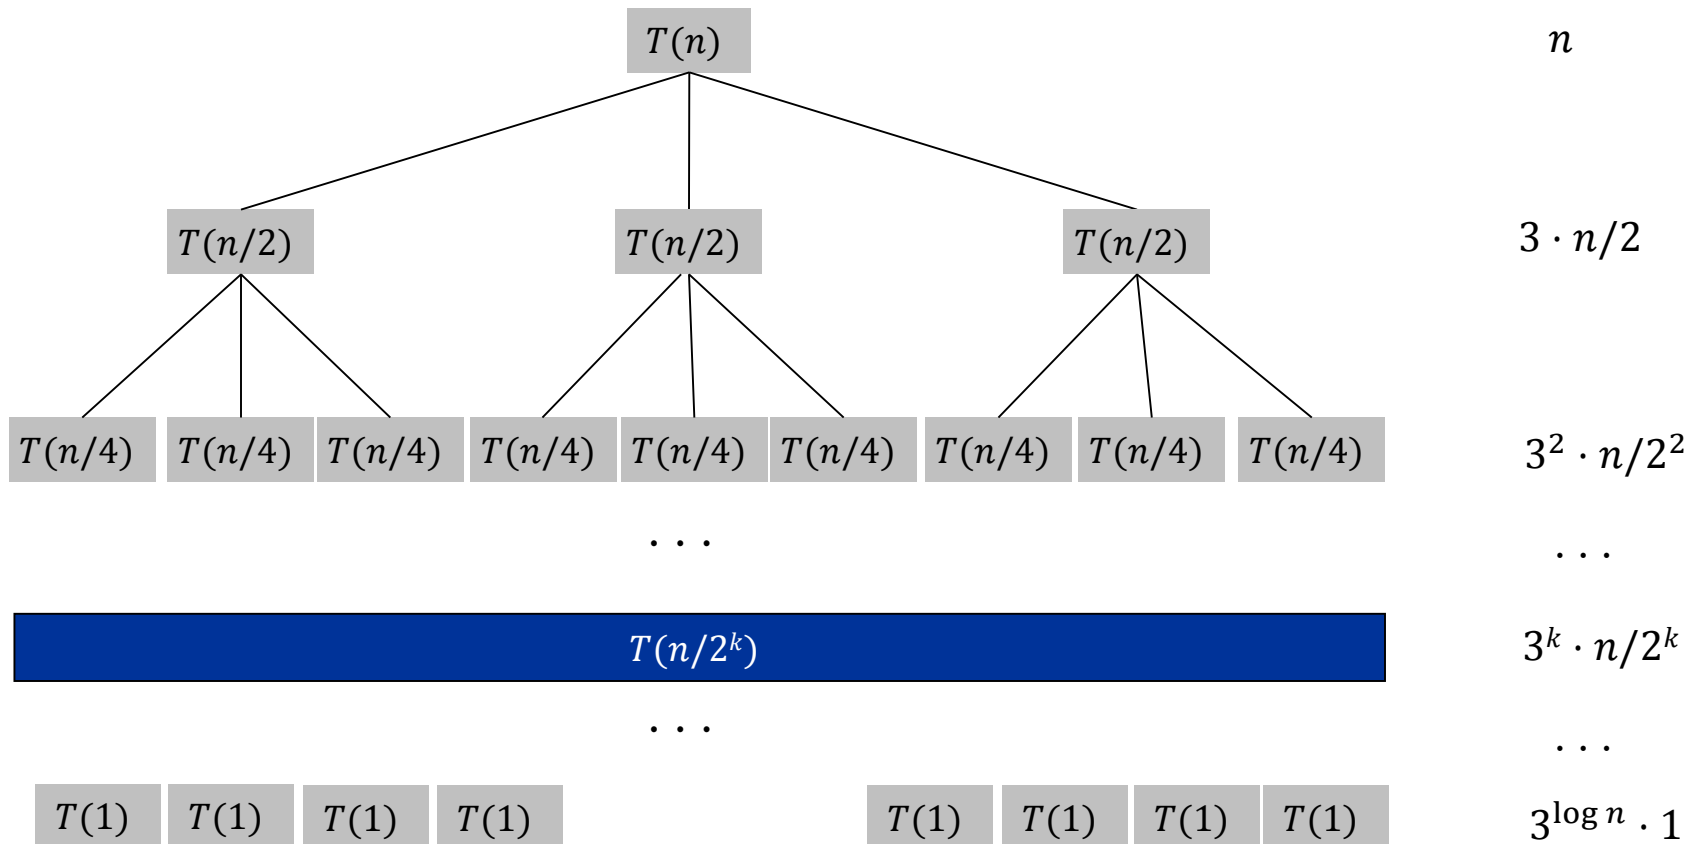 T(n) n
T(n/2) T(n/2) T(n/2) 3 · n/2
T(n/4) T(n/4) T(n/4) T(n/4) T(n/4) T(n/4) T(n/4) T(n/4) T(n/4) 3² · n/2²
. . . . . .
T(n/2ᵏ) 3ᵏ · n/2ᵏ
. . . . . .
T(1) T(1) T(1) T(1) T(1) T(1) T(1) T(1) 3^{log n} · 1